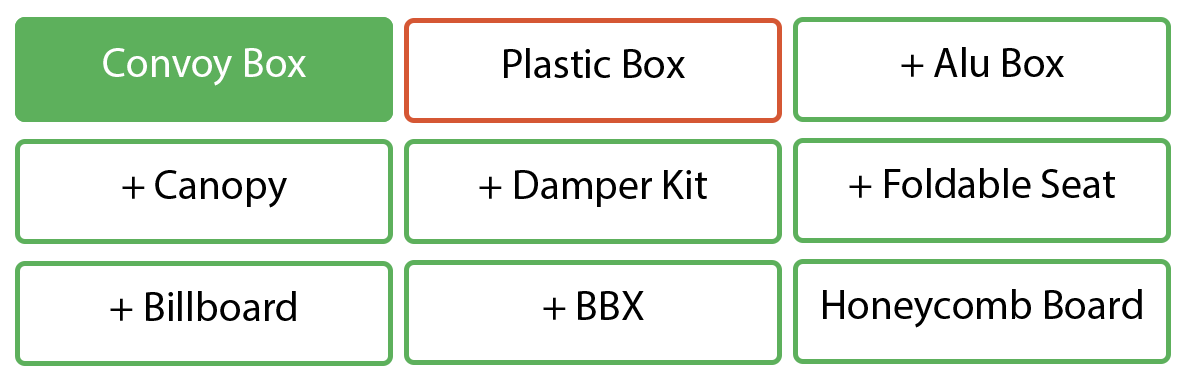 Convoy Box
Plastic Box
+ Alu Box
+ Canopy
+ Damper Kit
+ Foldable Seat
+ Billboard
+ BBX
Honeycomb Board